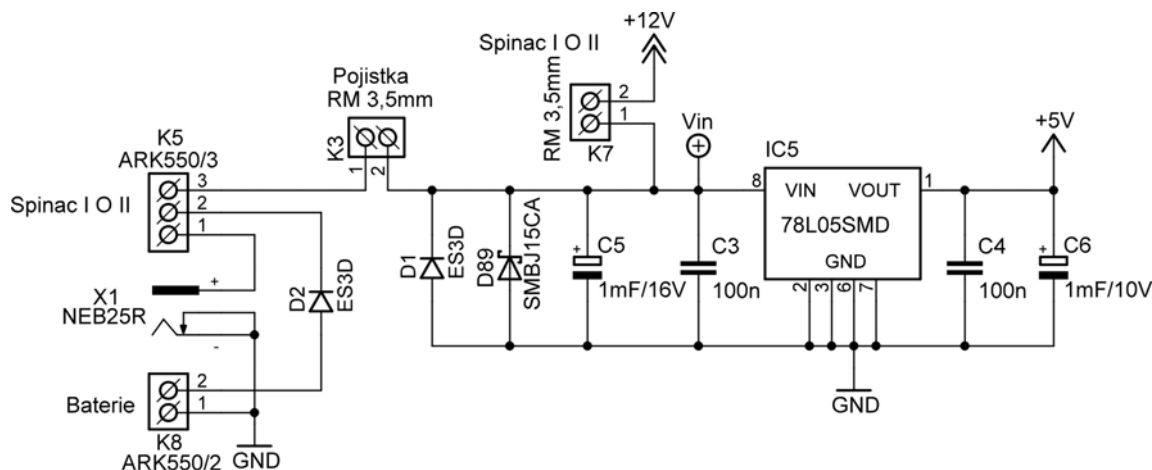 +12V
Spinac I O II
RM 3,5mm
2
1
K7
Pojistka
RM 3,5mm
K3
1
2
K5
ARK550/3
3
2
1
Spinac I O II
X1
NEB25R
+
-
D2
ES3D
Baterie
2
1
K8
ARK550/2
GND
D1
ES3D
D89
SMBJ15CA
+
C5
1mF/16V
Vin
C3
100n
IC5
8
VIN
VOUT
1
78L05SMD
GND
2
3
6
7
GND
+5V
C4
100n
+
C6
1mF/10V